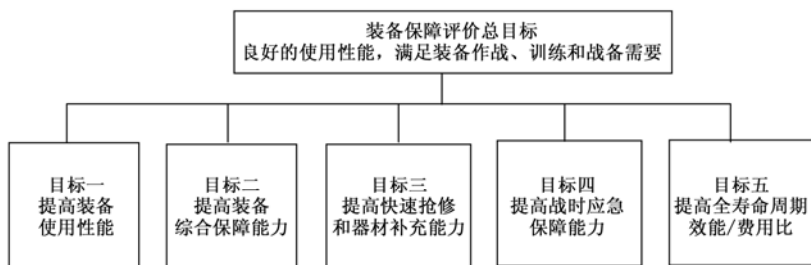 装备保障评价总目标
良好的使用性能，满足装备作战、训练和战备需要
目标一
提高装备
使用性能
目标二
提高装备
综合保障能力
目标三
提高快速抢修
和器材补充能力
目标四
提高战时应急
保障能力
目标五
提高全寿命周期
效能/费用比